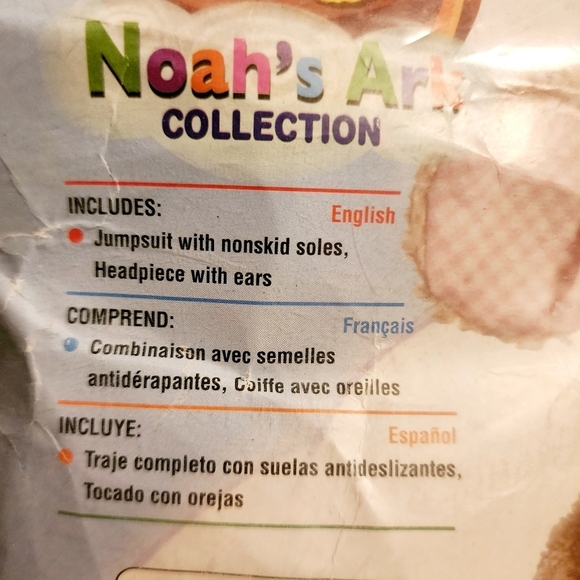 Noah's Ark
COLLECTION
INCLUDES:
English
Jumpsuit with nonskid soles,
Headpiece with ears
COMPREND:
Français
Combinaison avec semelles
antidérapantes, Coiffe avec oreilles
INCLUYE:
Español
Traje completo con suelas antideslizantes,
Tocado con orejas